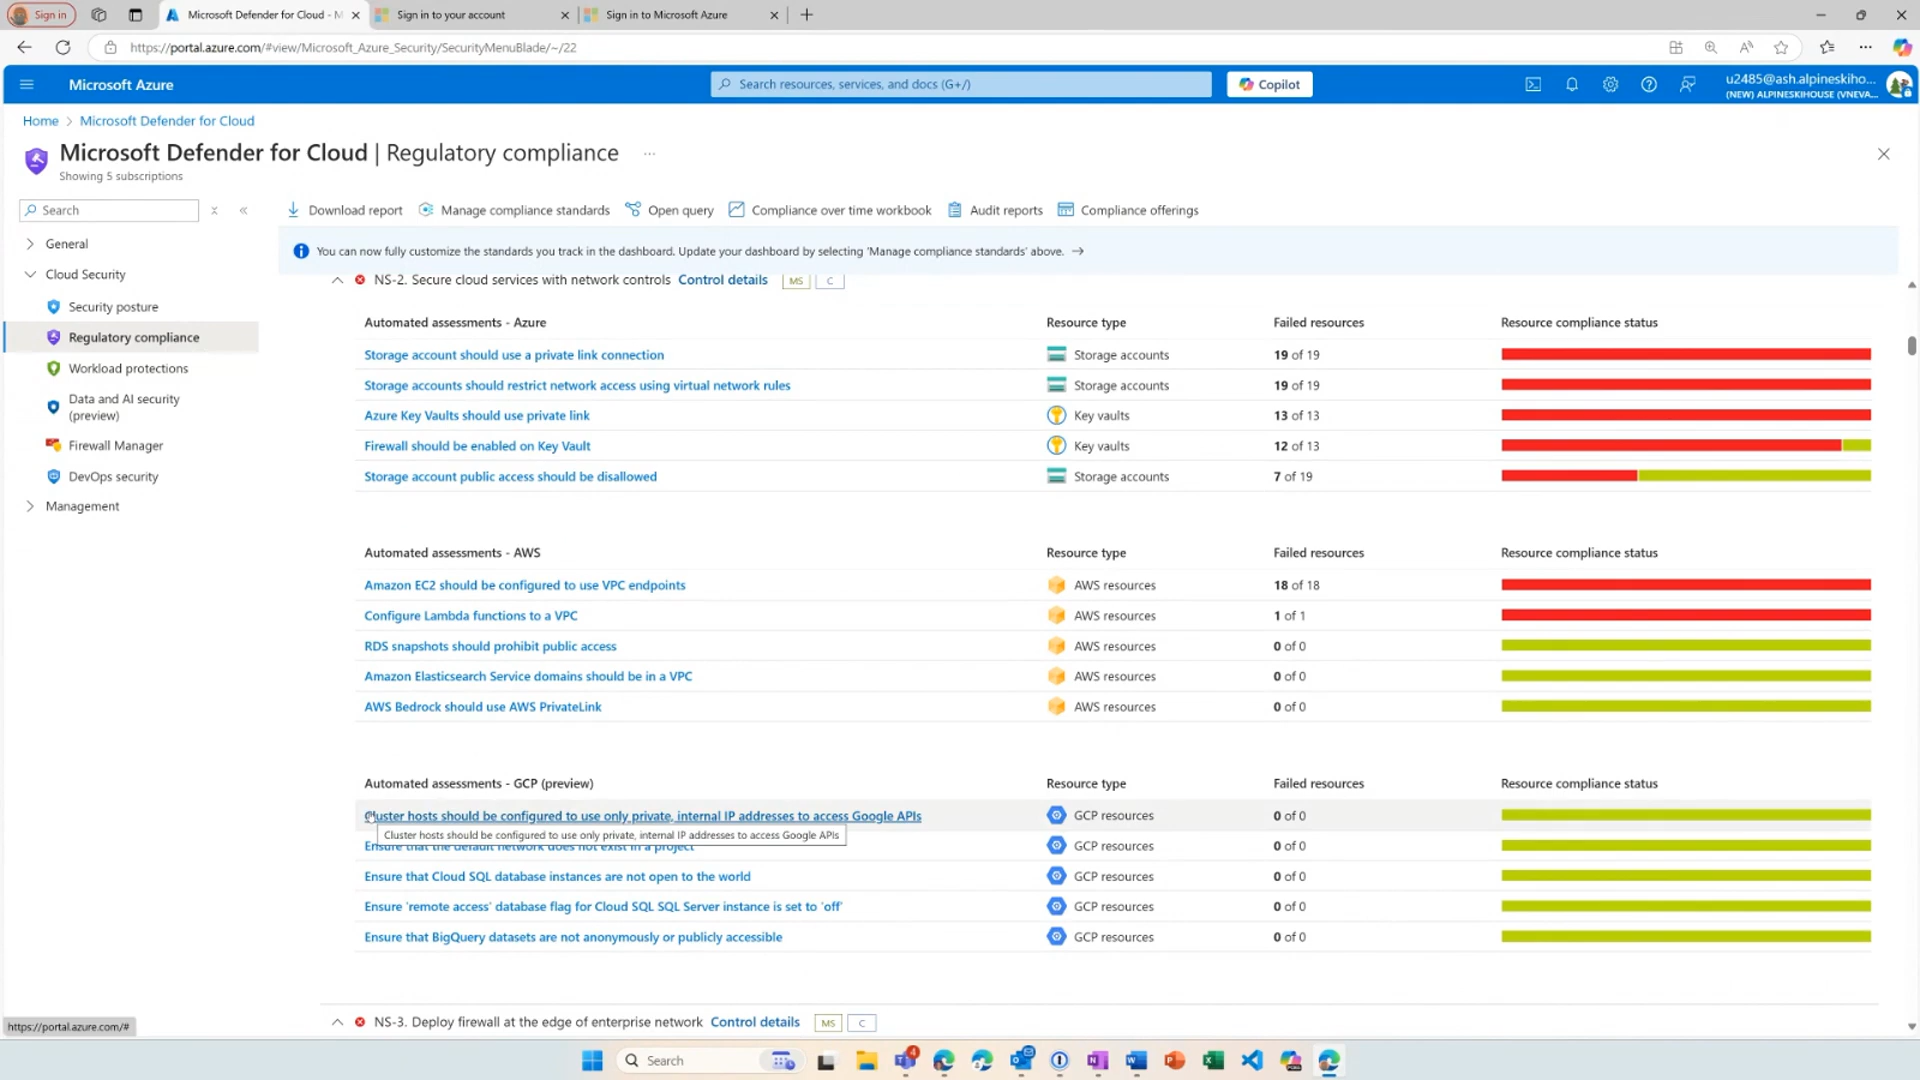 Sign in
Microsoft Defender for Cloud - M
Sign in to your account
Sign in to Microsoft Azure
https://portal.azure.com/#view/Microsoft_Azure_Security/SecurityMenuBlade/~/22
Microsoft Azure
Search resources, services, and docs (G+/)
Copilot
u2485@ash.alpineskiho...
(NEW) ALPINESKIHOUSE (VNEVA...
Home > Microsoft Defender for Cloud
Microsoft Defender for Cloud | Regulatory compliance ...
Showing 5 subscriptions
Search
Download report
Manage compliance standards
Open query
Compliance over time workbook
Audit reports
Compliance offerings
You can now fully customize the standards you track in the dashboard. Update your dashboard by selecting 'Manage compliance standards' above. →
General
Cloud Security
Security posture
Regulatory compliance
Workload protections
Data and AI security
(preview)
Firewall Manager
DevOps security
Management
NS-2. Secure cloud services with network controls Control details MS C
Automated assessments - Azure Resource type Failed resources Resource compliance status
Storage account should use a private link connection Storage accounts 19 of 19
Storage accounts should restrict network access using virtual network rules Storage accounts 19 of 19
Azure Key Vaults should use private link Key vaults 13 of 13
Firewall should be enabled on Key Vault Key vaults 12 of 13
Storage account public access should be disallowed Storage accounts 7 of 19
Automated assessments - AWS Resource type Failed resources Resource compliance status
Amazon EC2 should be configured to use VPC endpoints AWS resources 18 of 18
Configure Lambda functions to a VPC AWS resources 1 of 1
RDS snapshots should prohibit public access AWS resources 0 of 0
Amazon Elasticsearch Service domains should be in a VPC AWS resources 0 of 0
AWS Bedrock should use AWS PrivateLink AWS resources 0 of 0
Automated assessments - GCP (preview) Resource type Failed resources Resource compliance status
Cluster hosts should be configured to use only private, internal IP addresses to access Google APIs GCP resources 0 of 0
Cluster hosts should be configured to use only private, internal IP addresses to access Google APIs
Ensure that the default network does not exist in a project GCP resources 0 of 0
Ensure that Cloud SQL database instances are not open to the world GCP resources 0 of 0
Ensure 'remote access' database flag for Cloud SQL SQL Server instance is set to 'off' GCP resources 0 of 0
Ensure that BigQuery datasets are not anonymously or publicly accessible GCP resources 0 of 0
NS-3. Deploy firewall at the edge of enterprise network Control details MS C
https://portal.azure.com/#
Search
4